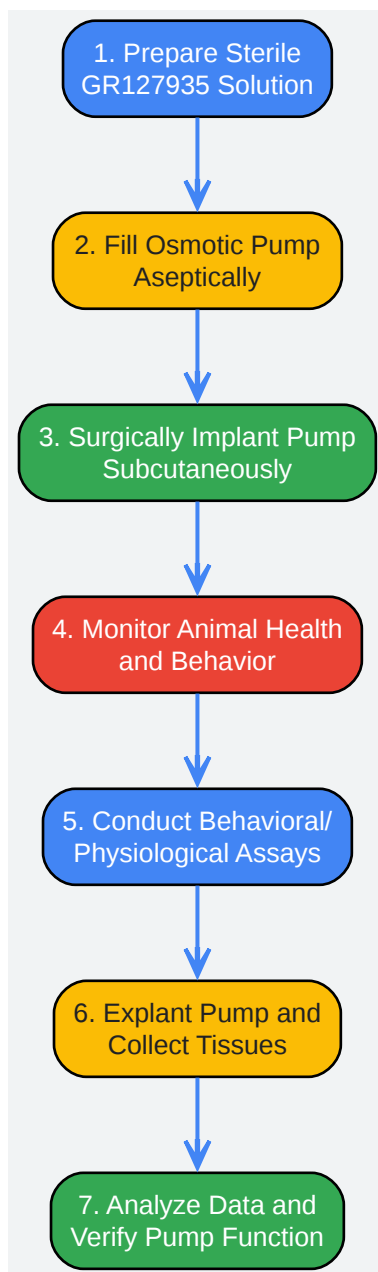 1. Prepare Sterile
GR127935 Solution
2. Fill Osmotic Pump
Aseptically
3. Surgically Implant Pump
Subcutaneously
4. Monitor Animal Health
and Behavior
5. Conduct Behavioral/
Physiological Assays
6. Explant Pump and
Collect Tissues
7. Analyze Data and
Verify Pump Function